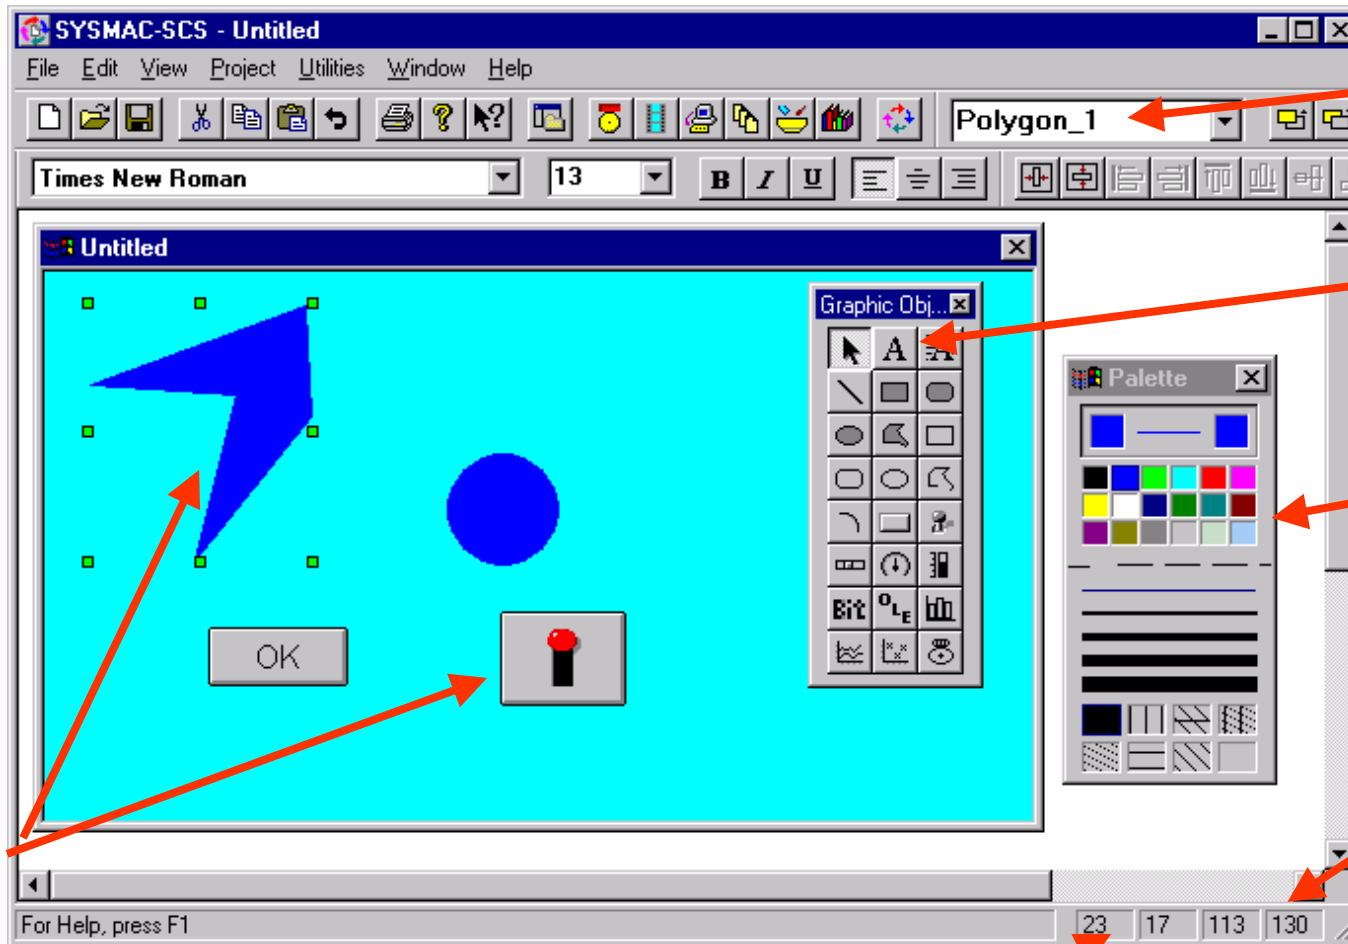 SYSMAC-SCS - Untitled
File Edit View Project Utilities Window Help
Polygon_1
Times New Roman 13 B I U
Untitled
Graphic Obj...
A A
Palette
Bit OLE
OK
For Help, press F1 23 17 113 130